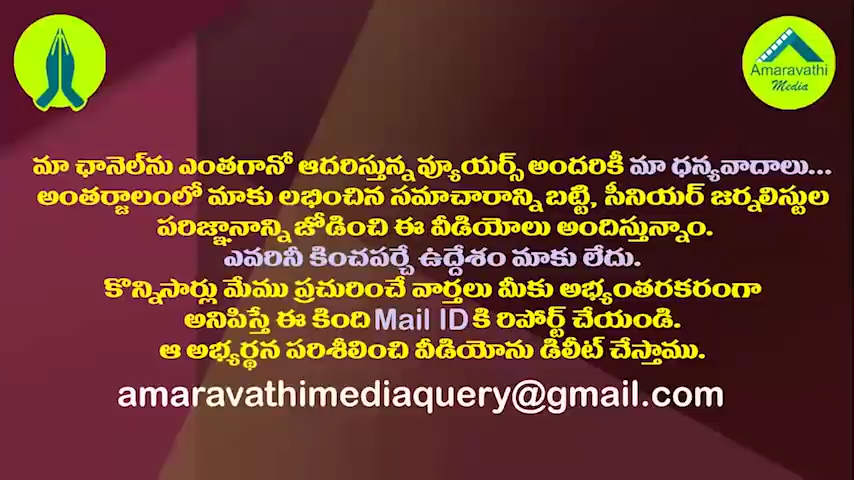 Amaravathi
Media
మా ఛానెల్‌ను ఎంతగానో ఆదరిస్తున్న వ్యూయర్స్ అందరికీ మా ధన్యవాదాలు...
అంతర్జాలంలో మాకు లభించిన సమాచారాన్ని బట్టి, సీనియర్ జర్నలిస్టుల
పరిజ్ఞానాన్ని జోడించి ఈ వీడియోలు అందిస్తున్నాం.
ఎవరినీ కించపర్చే ఉద్దేశం మాకు లేదు.
కొన్నిసార్లు మేము ప్రచురించే వార్తలు మీకు అభ్యంతరకరంగా
అనిపిస్తే ఈ కింది Mail ID కి రిపోర్ట్ చేయండి.
ఆ అభ్యర్థన పరిశీలించి వీడియోను డిలీట్ చేస్తాము.
amaravathimediaquery@gmail.com